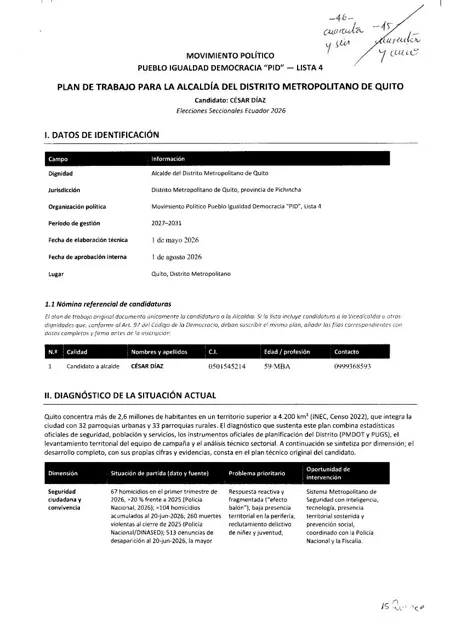 -46-
cuarenta
y seis
-45-
cuarenta
y cinco
MOVIMIENTO POLÍTICO
PUEBLO IGUALDAD DEMOCRACIA "PID" — LISTA 4
PLAN DE TRABAJO PARA LA ALCALDÍA DEL DISTRITO METROPOLITANO DE QUITO
Candidato: CÉSAR DÍAZ
Elecciones Seccionales Ecuador 2026
I. DATOS DE IDENTIFICACIÓN
Campo Información
Dignidad Alcalde del Distrito Metropolitano de Quito
Jurisdicción Distrito Metropolitano de Quito, provincia de Pichincha
Organización política Movimiento Político Pueblo Igualdad Democracia "PID", Lista 4
Período de gestión 2027–2031
Fecha de elaboración técnica 1 de mayo 2026
Fecha de aprobación interna 1 de agosto 2026
Lugar Quito, Distrito Metropolitano
1.1 Nómina referencial de candidaturas
El plan de trabajo original documenta únicamente la candidatura a la Alcaldía. Si la lista incluye candidatura a la Vicealcaldía u otras
dignidades que, conforme al Art. 97 del Código de la Democracia, deban suscribir el mismo plan, añadir las filas correspondientes con
datos completos y firma antes de la inscripción.
N.º Calidad Nombres y apellidos C.I. Edad / profesión Contacto
1 Candidato a alcalde CÉSAR DÍAZ 0501545214 59 MBA 0999368593
II. DIAGNÓSTICO DE LA SITUACIÓN ACTUAL
Quito concentra más de 2,6 millones de habitantes en un territorio superior a 4.200 km² (INEC, Censo 2022), que integra la
ciudad con 32 parroquias urbanas y 33 parroquias rurales. El diagnóstico que sustenta este plan combina estadísticas
oficiales de seguridad, población y servicios, los instrumentos oficiales de planificación del Distrito (PMDOT y PUGS), el
levantamiento territorial del equipo de campaña y el análisis técnico sectorial. A continuación se sintetiza por dimensión; el
desarrollo completo, con sus propias cifras y evidencias, consta en el plan técnico original del candidato.
Dimensión Situación de partida (dato y fuente) Problema prioritario Oportunidad de intervención
Seguridad ciudadana y convivencia
67 homicidios en el primer trimestre de
2026, +20 % frente a 2025 (Policía
Nacional, 2026); ≈104 homicidios
acumulados al 20-jun-2026; 260 muertes
violentas al cierre de 2025 (Policía
Nacional/DINASED); 513 denuncias de
desaparición al 20-jun-2026, la mayor
Respuesta reactiva y
fragmentada ("efecto
balón"), baja presencia
territorial en la periferia,
reclutamiento delictivo
de niñez y juventud,
Sistema Metropolitano de
Seguridad con inteligencia,
tecnología, presencia
territorial sostenida y
prevención social,
coordinado con la Policía
Nacional y la Fiscalía.
15 Quince